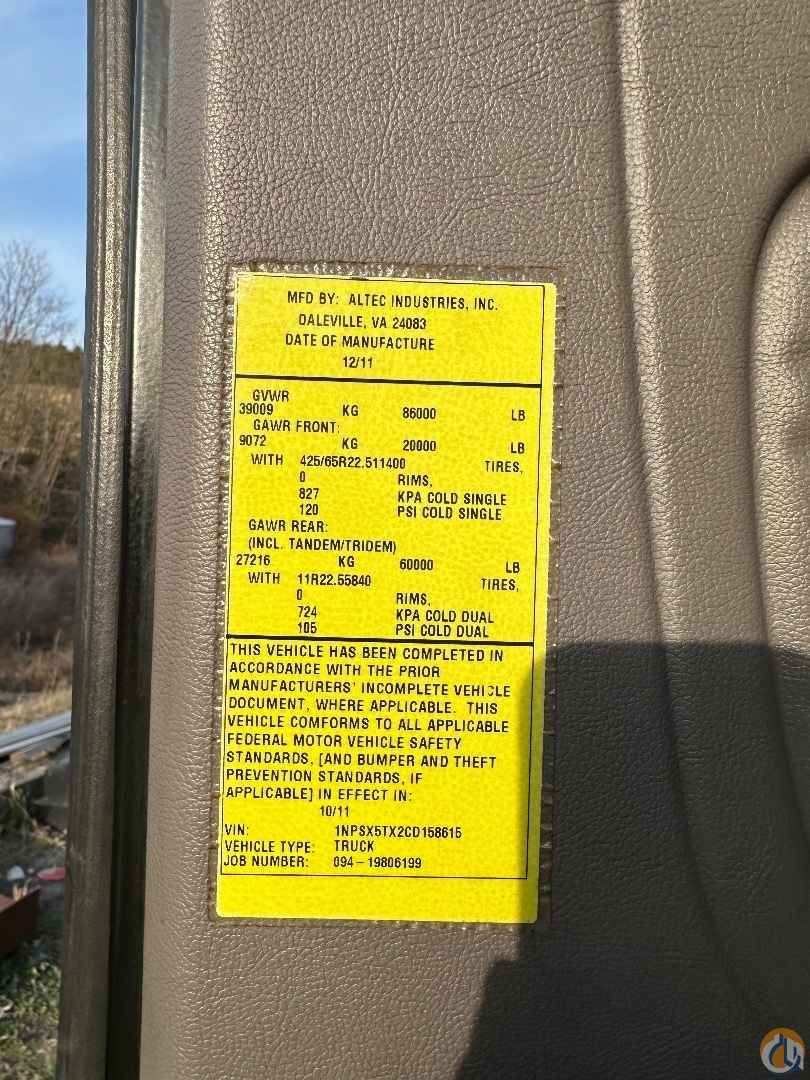 MFD BY: ALTEC INDUSTRIES, INC.
DALEVILLE, VA 24083
DATE OF MANUFACTURE
12/11
GVWR
39009 KG 86000 LB
GAWR FRONT:
9072 KG 20000 LB
WITH 425/65R22.511400 TIRES,
0 RIMS,
827 KPA COLD SINGLE
120 PSI COLD SINGLE
GAWR REAR:
(INCL. TANDEM/TRIDEM)
27216 KG 60000 LB
WITH 11R22.55840 TIRES,
0 RIMS,
724 KPA COLD DUAL
105 PSI COLD DUAL
THIS VEHICLE HAS BEEN COMPLETED IN
ACCORDANCE WITH THE PRIOR
MANUFACTURERS' INCOMPLETE VEHICLE
DOCUMENT, WHERE APPLICABLE. THIS
VEHICLE COMFORMS TO ALL APPLICABLE
FEDERAL MOTOR VEHICLE SAFETY
STANDARDS, [AND BUMPER AND THEFT
PREVENTION STANDARDS, IF
APPLICABLE] IN EFFECT IN:
10/11
VIN: 1NPSX5TX2CD158615
VEHICLE TYPE: TRUCK
JOB NUMBER: 094-19806199